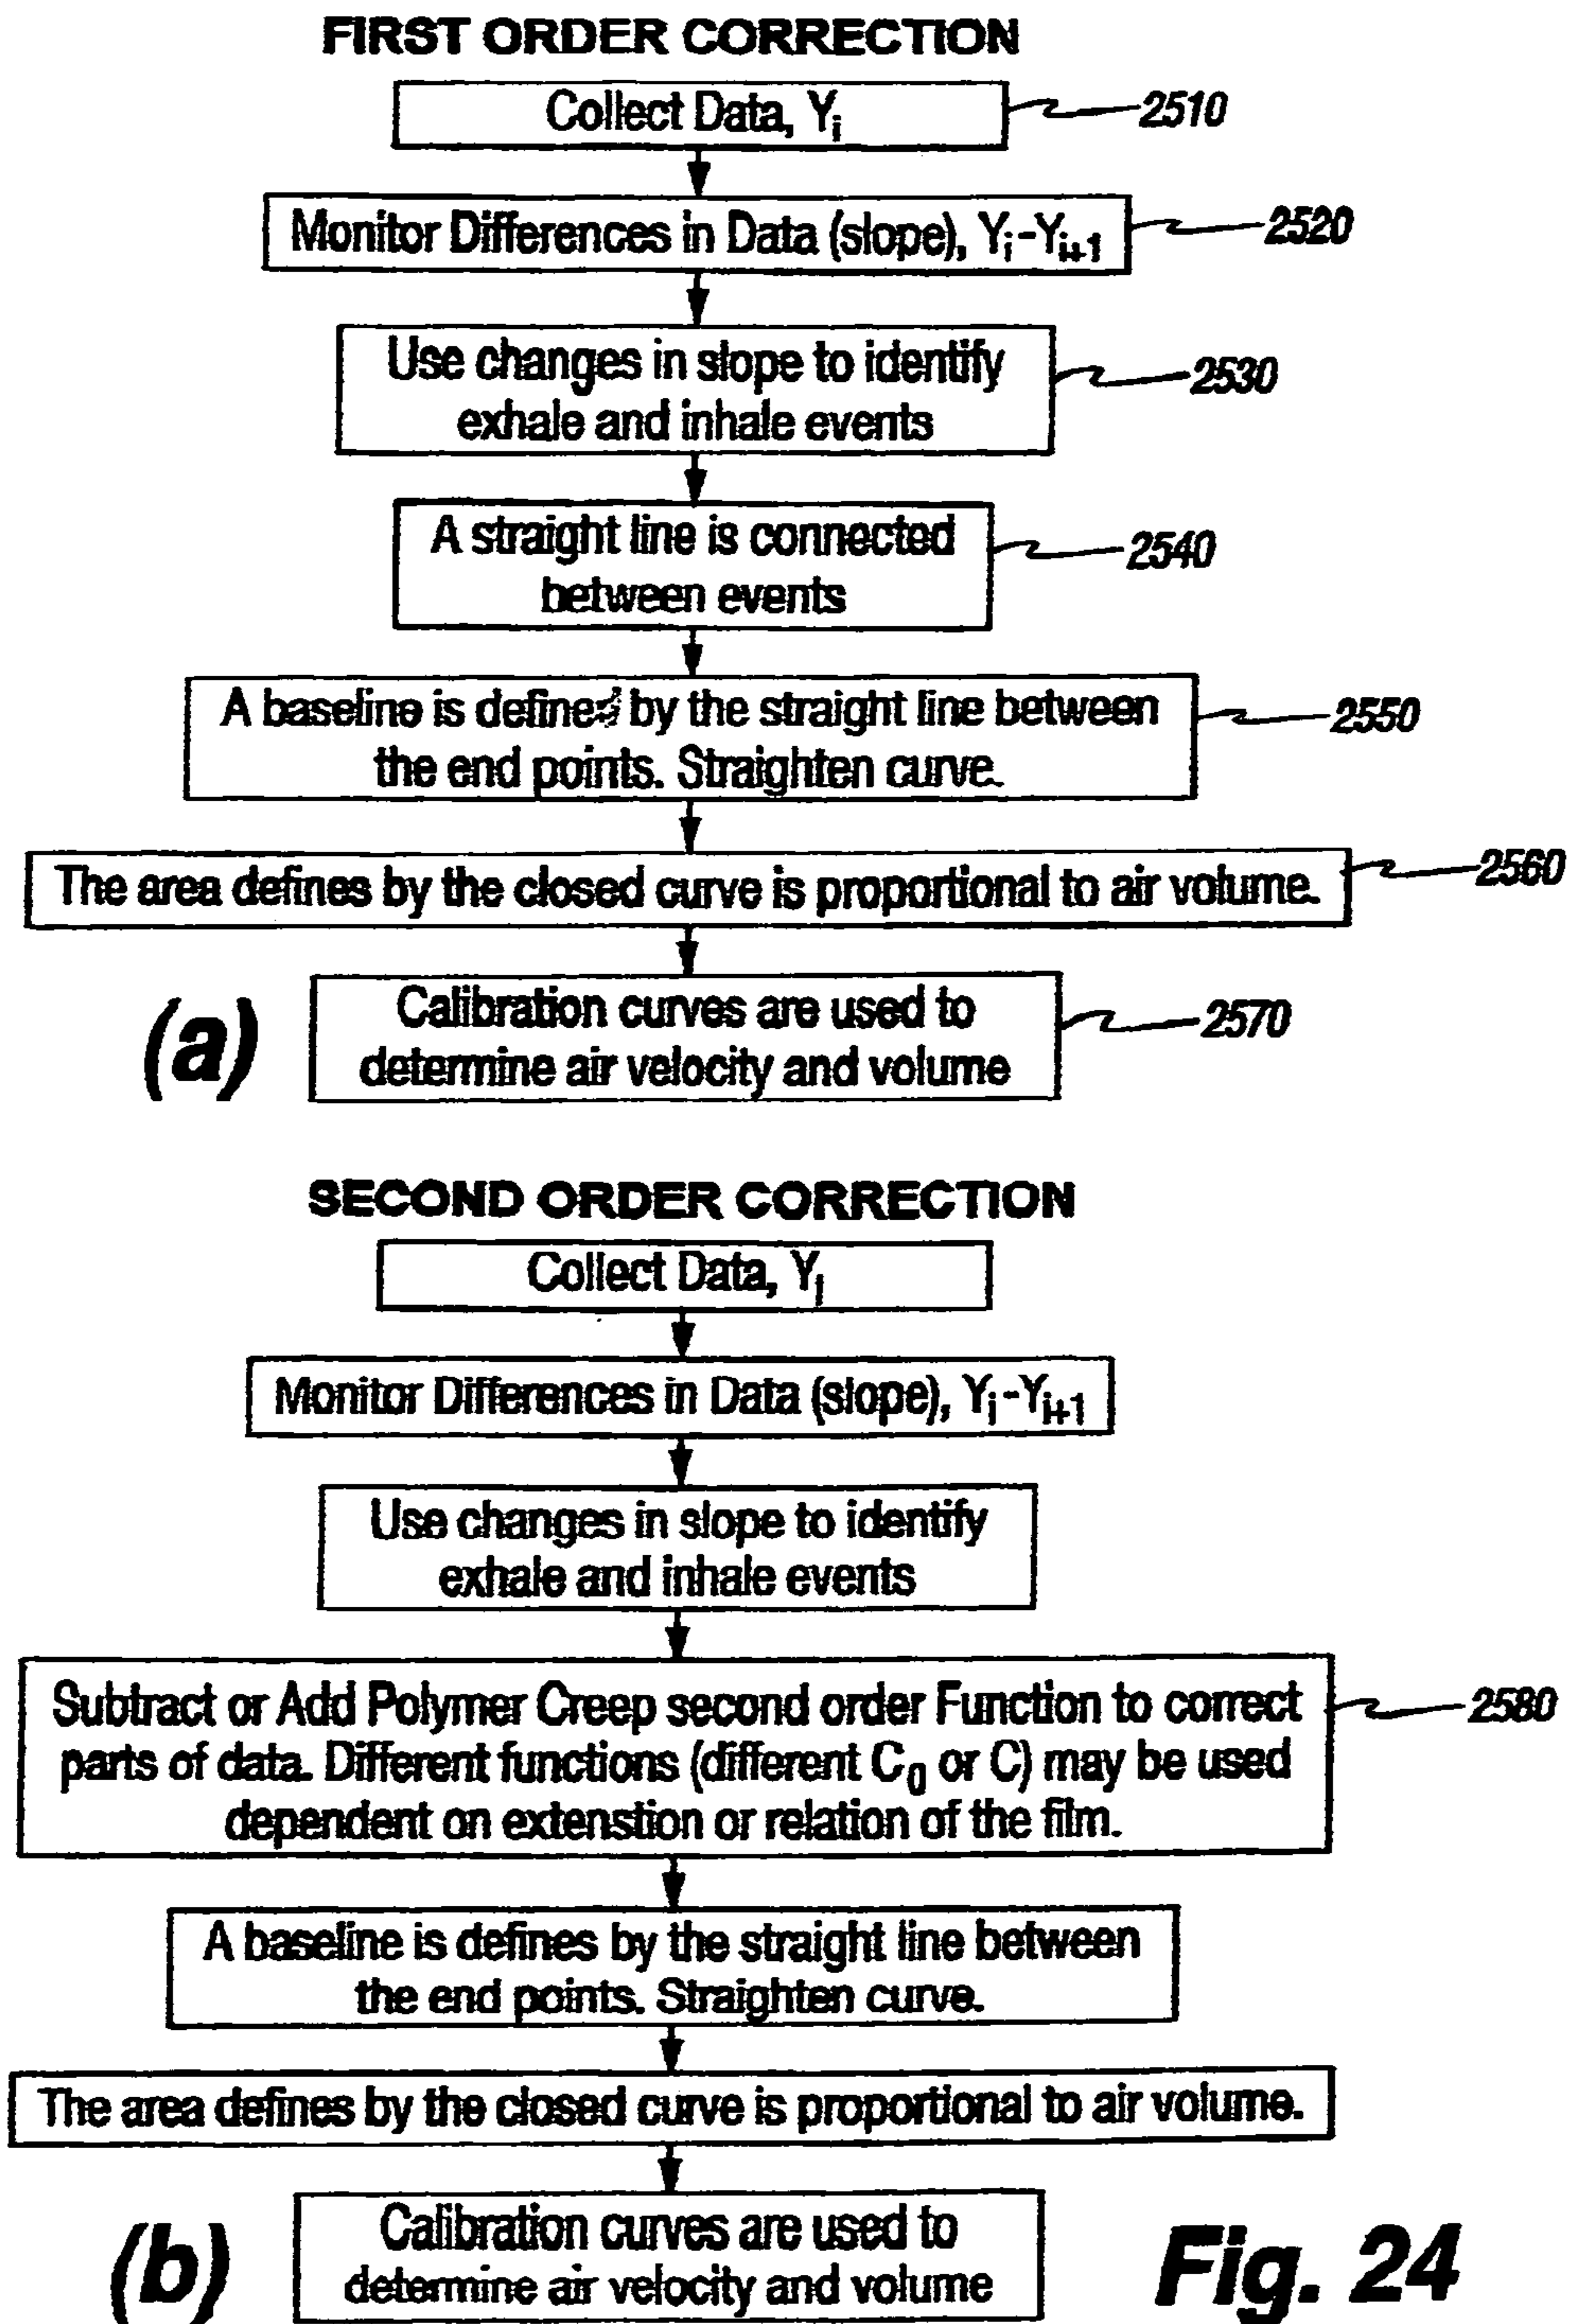 FIRST ORDER CORRECTION
Collect Data, Yi
2510
Monitor Differences in Data (slope), Yi-Yi+1
2520
Use changes in slope to identify
exhale and inhale events
2530
A straight line is connected
between events
2540
A baseline is defines by the straight line between
the end points. Straighten curve.
2550
The area defines by the closed curve is proportional to air volume.
2560
Calibration curves are used to
determine air velocity and volume
2570
(a)
SECOND ORDER CORRECTION
Collect Data, Yi
Monitor Differences in Data (slope), Yi-Yi+1
Use changes in slope to identify
exhale and inhale events
Subtract or Add Polymer Creep second order Function to correct
parts of data. Different functions (different C0 or C) may be used
dependent on extenstion or relation of the film.
2580
A baseline is defines by the straight line between
the end points. Straighten curve.
The area defines by the closed curve is proportional to air volume.
Calibration curves are used to
determine air velocity and volume
(b)
Fig. 24